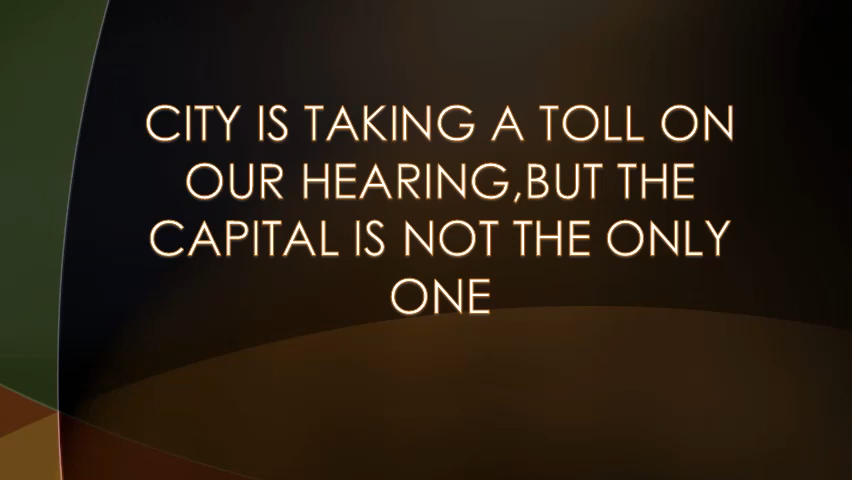 CITY IS TAKING A TOLL ON
OUR HEARING,BUT THE
CAPITAL IS NOT THE ONLY
ONE